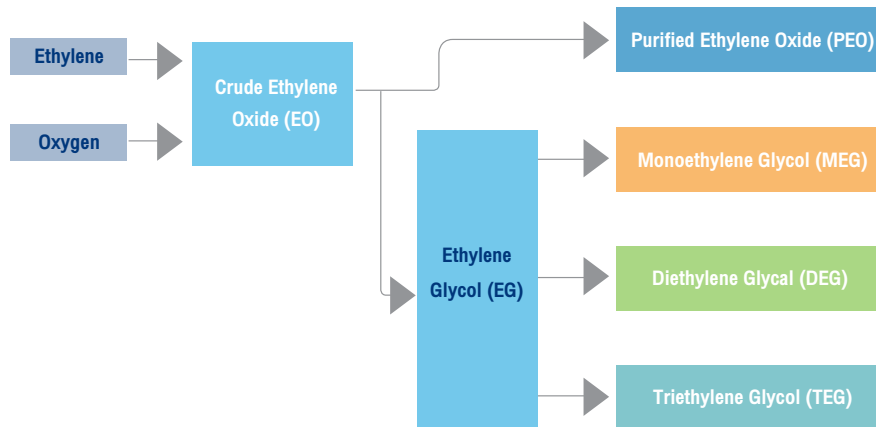 Ethylene
Oxygen
Crude Ethylene
Oxide (EO)
Purified Ethylene Oxide (PEO)
Ethylene
Glycol (EG)
Monoethylene Glycol (MEG)
Diethylene Glycal (DEG)
Triethylene Glycol (TEG)